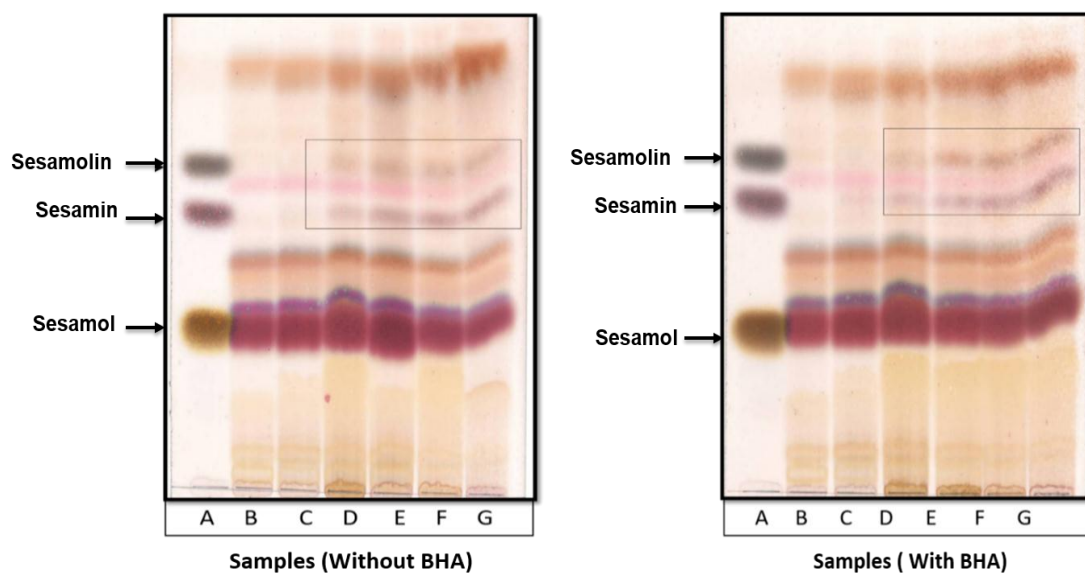 Sesamolin
Sesamin
Sesamol
A B C D E F G
Samples (Without BHA)
Sesamolin
Sesamin
Sesamol
A B C D E F G
Samples ( With BHA)